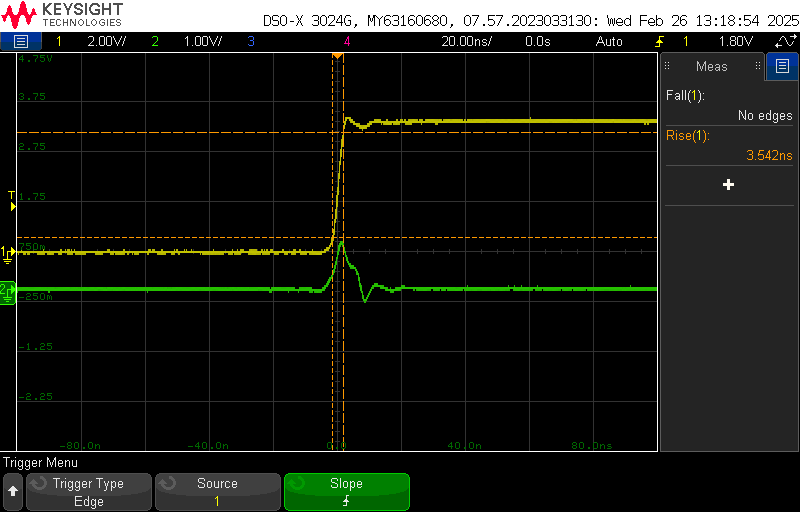 KEYSIGHT
TECHNOLOGIES
DSO-X 3024G, MY63160680, 07.57.2023033130: Wed Feb 26 13:18:54 2025
1 2.00V/ 2 1.00V/ 3 4 20.00ns/ 0.0s Auto 1 1.80V
4.75V
3.75
2.75
1.75
750m
-250m
-1.25
-2.25
T
1
2
-80.0n -40.0n 0.0 40.0n 80.0ns
Meas
Fall(1):
No edges
Rise(1):
3.542ns
Trigger Menu
Trigger Type
Edge
Source
1
Slope